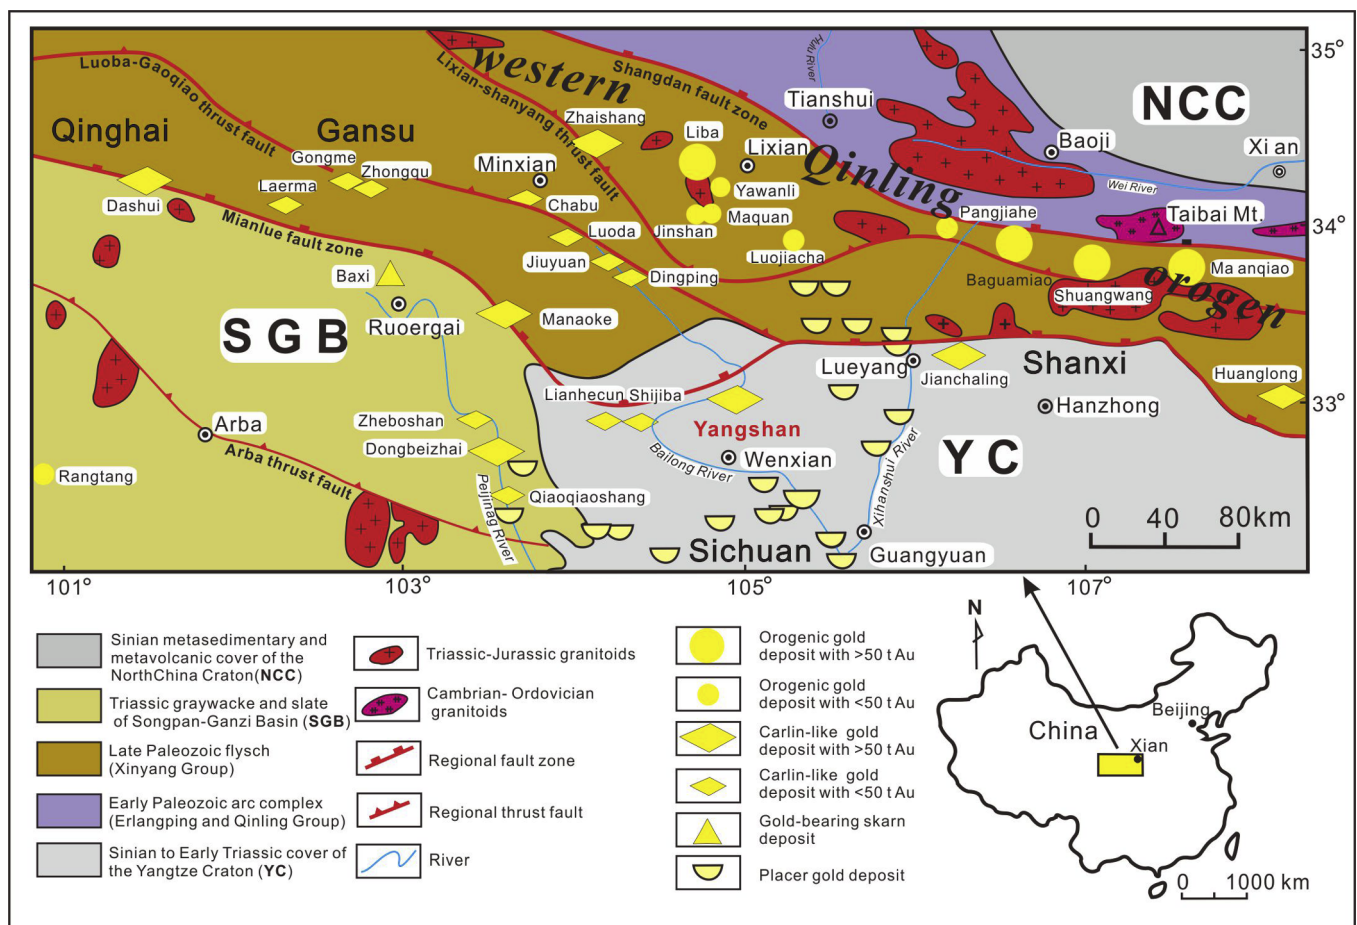 35°
34°
33°
101°
103°
105°
107°
Luoba-Gaoqiao thrust fault
Lixian-shanyang thrust fault
western
Shangdan fault zone
Hulu River
Tianshui
NCC
Qinghai
Gansu
Zhaishang
Liba
Lixian
Qinling
Baoji
Xi an
Gongme
Zhongqu
Minxian
Yawanli
Wei River
Laerma
Chabu
Dashui
Mianlue fault zone
Luoda
Jinshan
Maquan
Pangjiahe
Taibai Mt.
Luojiacha
Jiuyuan
Dingping
Baxi
Baguamiao
Ma anqiao
Shuangwang
orogen
SGB
Ruoergai
Manaoke
Lueyang
Jianchaling
Shanxi
Huanglong
Lianhecun
Shijiba
Arba
Zheboshan
Yangshan
Hanzhong
Dongbeizhai
Arba thrust fault
Bailong River
Wenxian
Xihanshui River
YC
Rangtang
Qiaoqiaoshang
Peijinag River
Sichuan
Guangyuan
0 40 80km
Sinian metasedimentary and
metavolcanic cover of the
NorthChina Craton(NCC)
Triassic graywacke and slate
of Songpan-Ganzi Basin (SGB)
Late Paleozoic flysch
(Xinyang Group)
Early Paleozoic arc complex
(Erlangping and Qinling Group)
Sinian to Early Triassic cover of
the Yangtze Craton (YC)
Triassic-Jurassic granitoids
Cambrian- Ordovician
granitoids
Regional fault zone
Regional thrust fault
River
Orogenic gold
deposit with >50 t Au
Orogenic gold
deposit with <50 t Au
Carlin-like gold
deposit with >50 t Au
Carlin-like gold
deposit with <50 t Au
Gold-bearing skarn
deposit
Placer gold deposit
N
China
Beijing
Xian
0 1000 km